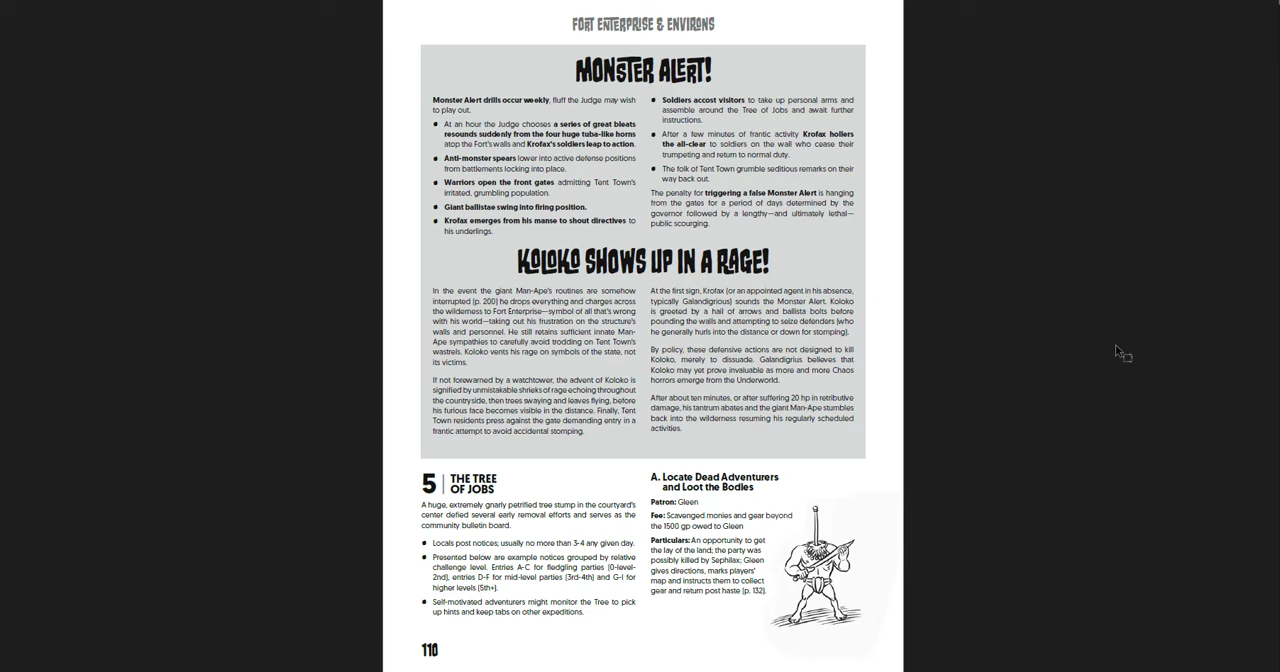 FORT ENTERPRISE & ENVIRONS
MONSTER ALERT!
Monster Alert drills occur weekly, fluff the Judge may wish
to play out.
At an hour the Judge chooses a series of great bleats
resounds suddenly from the four huge tuba-like horns
atop the Fort's walls and Krofax's soldiers leap to action.
Anti-monster spears lower into active defense positions
from battlements locking into place.
Warriors open the front gates admitting Tent Town's
irritated, grumbling population.
Giant ballistae swing into firing position.
Krofax emerges from his manse to shout directives to
his underlings.
Soldiers accost visitors to take up personal arms and
assemble around the Tree of Jobs and await further
instructions.
After a few minutes of frantic activity Krofax hollers
the all-clear to soldiers on the wall who cease their
trumpeting and return to normal duty.
The folk of Tent Town grumble seditious remarks on their
way back out.
The penalty for triggering a false Monster Alert is hanging
from the gates for a period of days determined by the
governor followed by a lengthy—and ultimately lethal—
public scourging.
KOLOKO SHOWS UP IN A RAGE!
In the event the giant Man-Ape's routines are somehow
interrupted (p. 200) he drops everything and charges across
the wilderness to Fort Enterprise—symbol of all that's wrong
with his world—taking out his frustration on the structure's
walls and personnel. He still retains sufficient innate Man-
Ape sympathies to carefully avoid trodding on Tent Town's
wastrels. Koloko vents his rage on symbols of the state, not
its victims.
If not forewarned by a watchtower, the advent of Koloko is
signified by unmistakable shrieks of rage echoing throughout
the countryside, then trees swaying and leaves flying, before
his furious face becomes visible in the distance. Finally, Tent
Town residents press against the gate demanding entry in a
frantic attempt to avoid accidental stomping.
At the first sign, Krofax (or an appointed agent in his absence,
typically Galandigrious) sounds the Monster Alert. Koloko
is greeted by a hail of arrows and ballista bolts before
pounding the walls and attempting to seize defenders (who
he generally hurls into the distance or down for stomping).
By policy, these defensive actions are not designed to kill
Koloko, merely to dissuade. Galandigrius believes that
Koloko may yet prove invaluable as more and more Chaos
horrors emerge from the Underworld.
After about ten minutes, or after suffering 20 hp in retributive
damage, his tantrum abates and the giant Man-Ape stumbles
back into the wilderness resuming his regularly scheduled
activities.
5 THE TREE
OF JOBS
A huge, extremely gnarly petrified tree stump in the courtyard's
center defied several early removal efforts and serves as the
community bulletin board.
Locals post notices; usually no more than 3-4 any given day.
Presented below are example notices grouped by relative
challenge level. Entries A-C for fledgling parties (0-level-
2nd), entries D-F for mid-level parties (3rd-4th) and G-I for
higher levels (5th+).
Self-motivated adventurers might monitor the Tree to pick
up hints and keep tabs on other expeditions.
A. Locate Dead Adventurers
and Loot the Bodies
Patron: Gleen
Fee: Scavenged monies and gear beyond
the 1500 gp owed to Gleen
Particulars: An opportunity to get
the lay of the land; the party was
possibly killed by Sephilax; Gleen
gives directions, marks players'
map and instructs them to collect
gear and return post haste (p. 132).
110